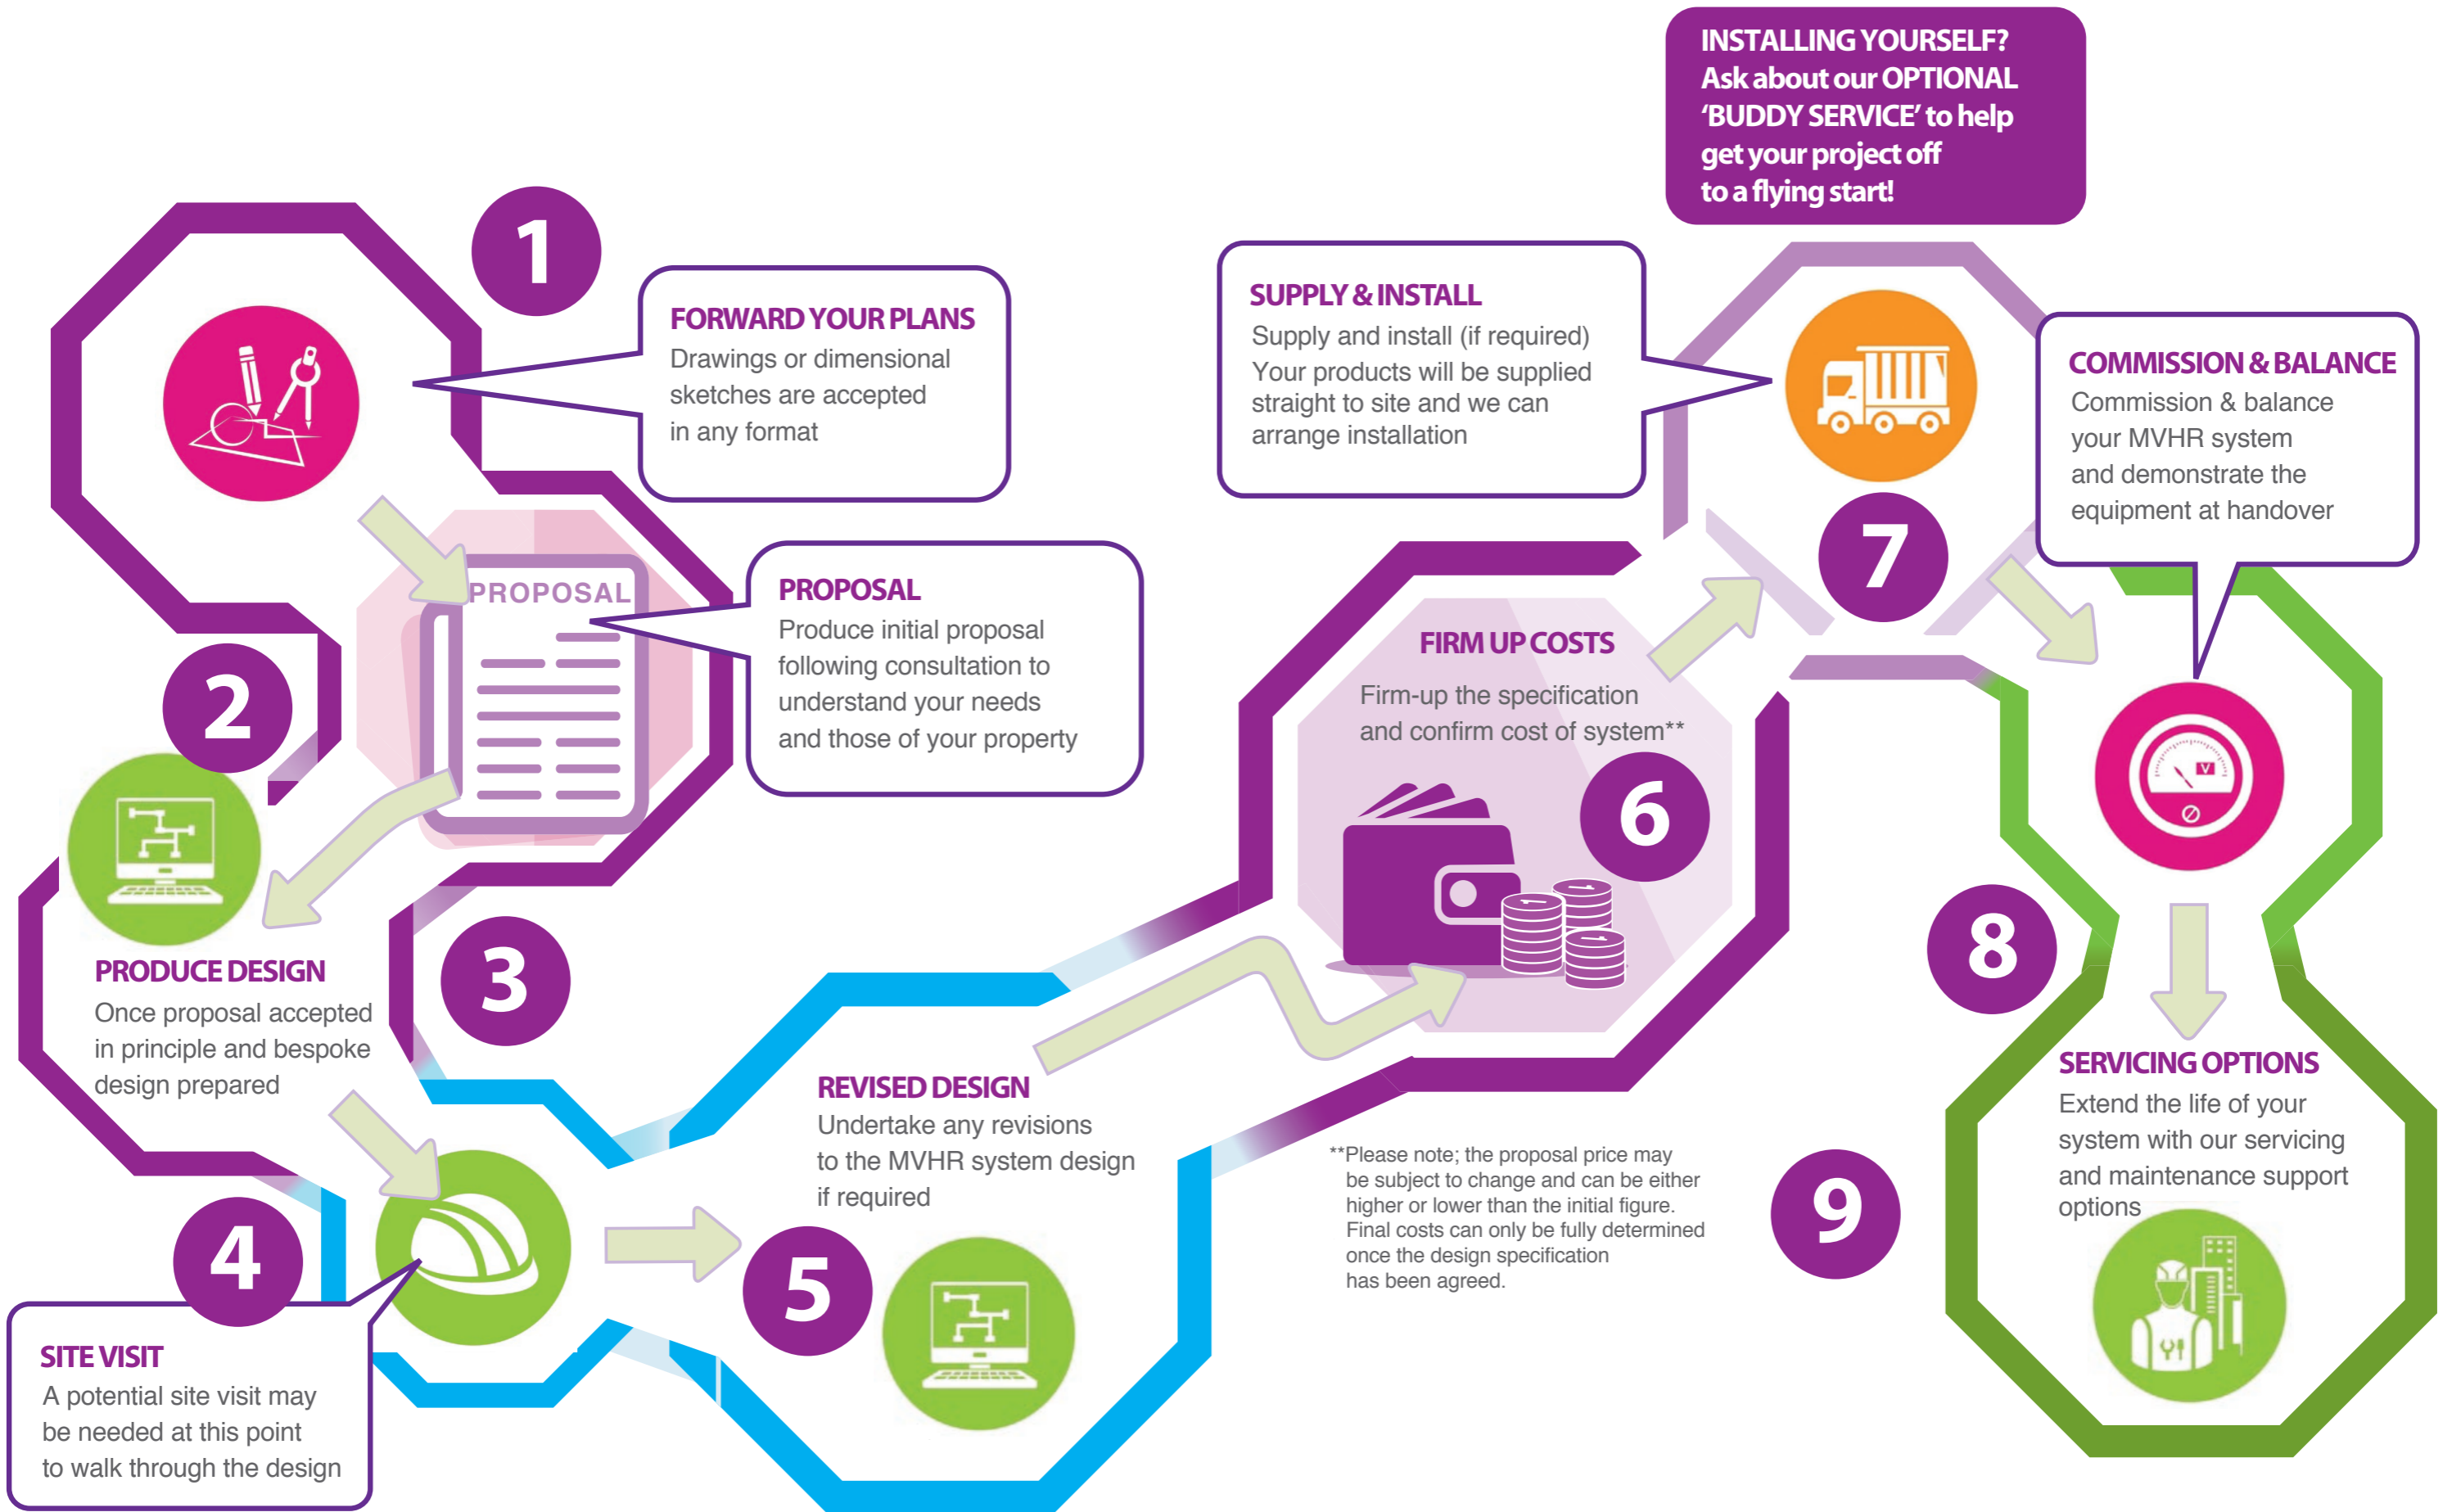 1
FORWARD YOUR PLANS
Drawings or dimensional
sketches are accepted
in any format
2
PROPOSAL
PROPOSAL
Produce initial proposal
following consultation to
understand your needs
and those of your property
3
PRODUCE DESIGN
Once proposal accepted
in principle and bespoke
design prepared
4
SITE VISIT
A potential site visit may
be needed at this point
to walk through the design
5
REVISED DESIGN
Undertake any revisions
to the MVHR system design
if required
6
FIRM UP COSTS
Firm-up the specification
and confirm cost of system**
**Please note; the proposal price may
be subject to change and can be either
higher or lower than the initial figure.
Final costs can only be fully determined
once the design specification
has been agreed.
INSTALLING YOURSELF?
Ask about our OPTIONAL
‘BUDDY SERVICE’ to help
get your project off
to a flying start!
7
SUPPLY & INSTALL
Supply and install (if required)
Your products will be supplied
straight to site and we can
arrange installation
8
COMMISSION & BALANCE
Commission & balance
your MVHR system
and demonstrate the
equipment at handover
V
9
SERVICING OPTIONS
Extend the life of your
system with our servicing
and maintenance support
options